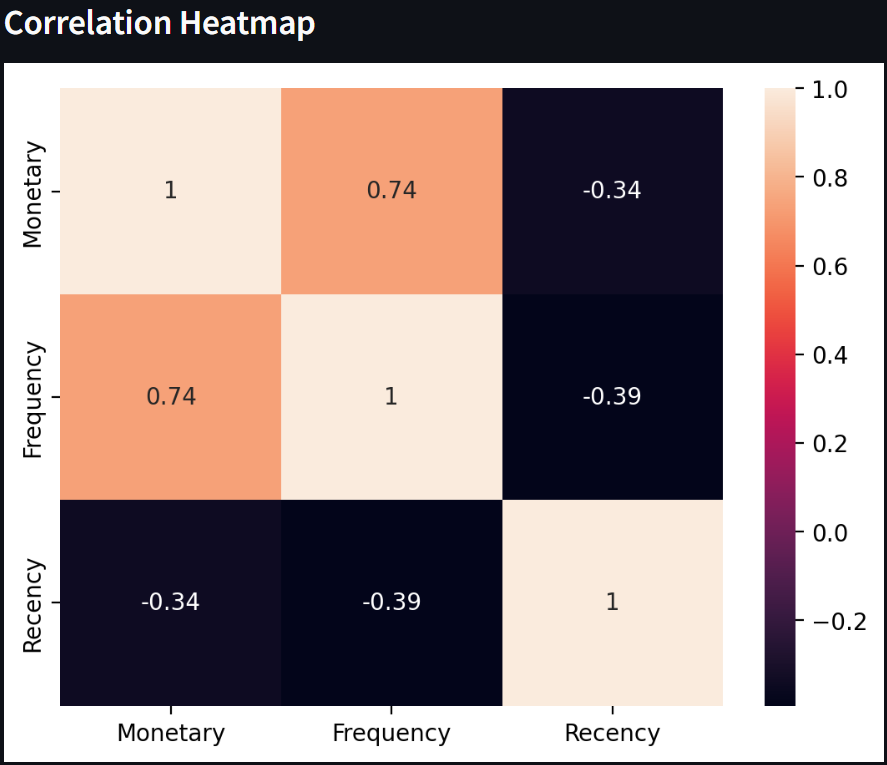 Correlation Heatmap
1.0
Monetary
1
0.74
-0.34
0.8
0.6
Frequency
0.74
1
-0.39
0.4
0.2
0.0
Recency
-0.34
-0.39
1
−0.2
Monetary
Frequency
Recency